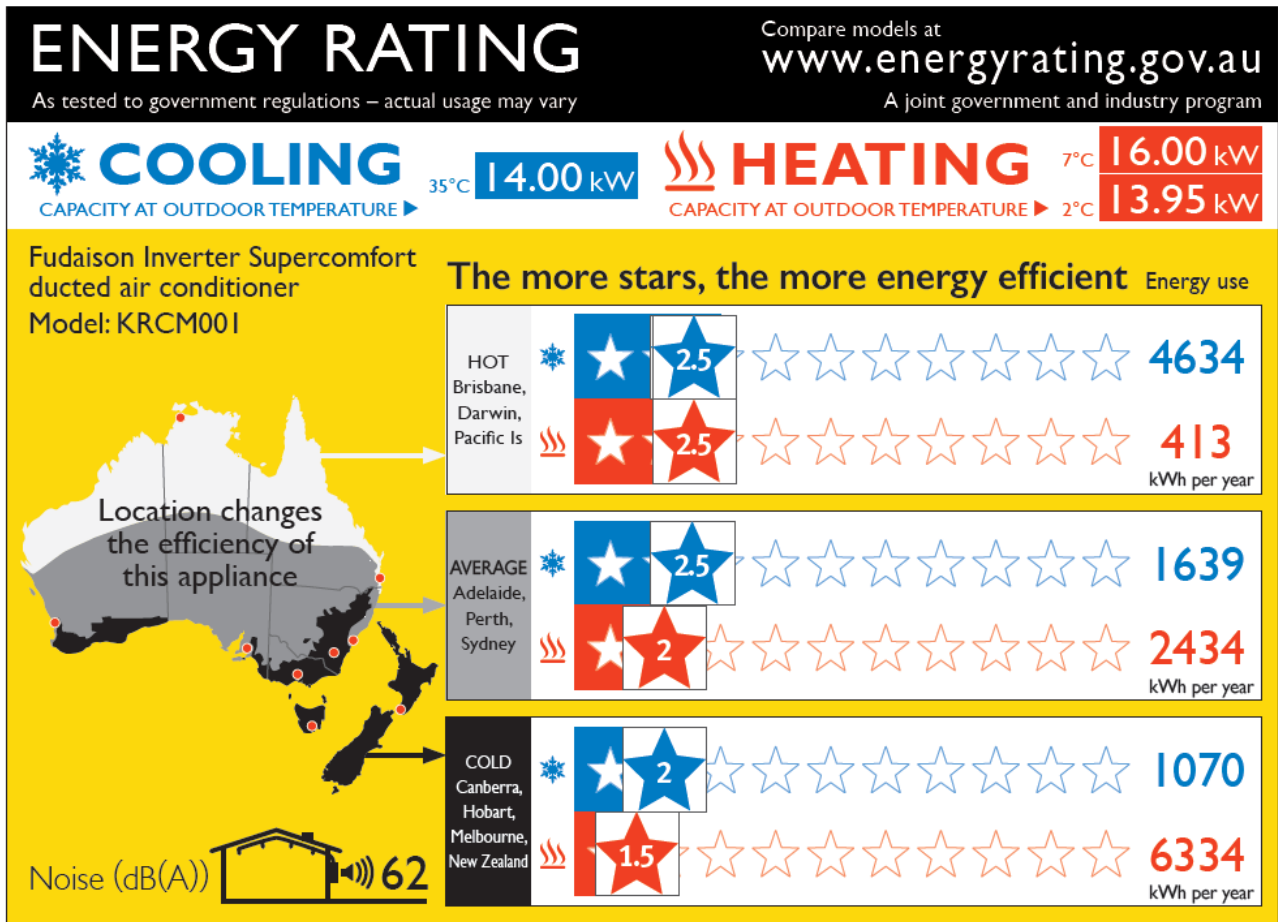 ENERGY RATING
As tested to government regulations – actual usage may vary
Compare models at
www.energyrating.gov.au
A joint government and industry program
COOLING
CAPACITY AT OUTDOOR TEMPERATURE
35°C 14.00 kW
HEATING
CAPACITY AT OUTDOOR TEMPERATURE
7°C 16.00 kW
2°C 13.95 kW
Fudaison Inverter Supercomfort
ducted air conditioner
Model: KRCM001
Location changes
the efficiency of
this appliance
Noise (dB(A)) 62
The more stars, the more energy efficient Energy use
HOT
Brisbane,
Darwin,
Pacific Is
2.5 4634
2.5 413
kWh per year
AVERAGE
Adelaide,
Perth,
Sydney
2.5 1639
2 2434
kWh per year
COLD
Canberra,
Hobart,
Melbourne,
New Zealand
2 1070
1.5 6334
kWh per year